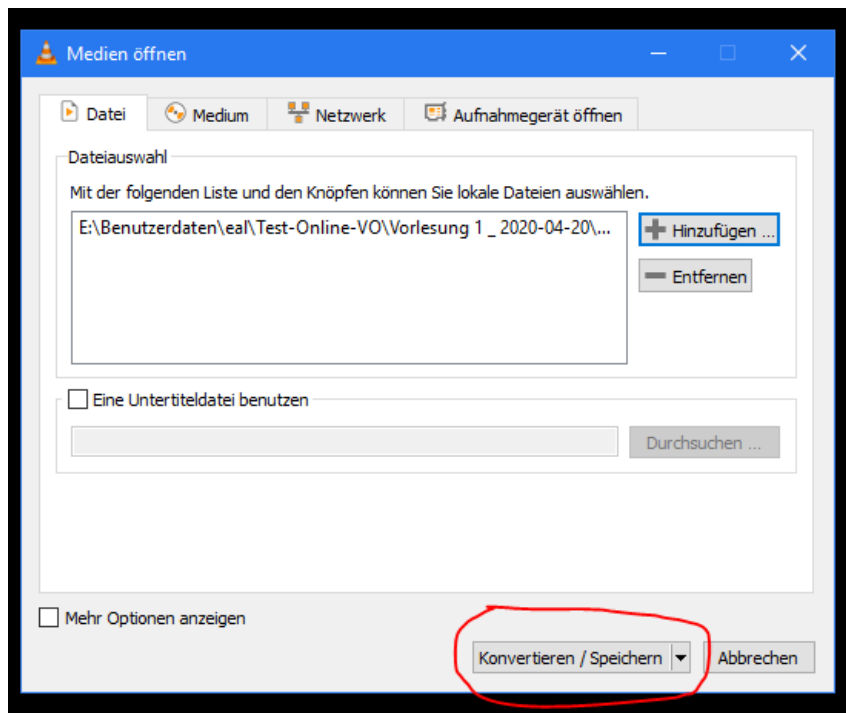 Medien öffnen
Datei Medium Netzwerk Aufnahmegerät öffnen
Dateiauswahl
Mit der folgenden Liste und den Knöpfen können Sie lokale Dateien auswählen.
E:\Benutzerdaten\eal\Test-Online-VO\Vorlesung 1 _ 2020-04-20\...
Hinzufügen ...
Entfernen
Eine Untertiteldatei benutzen
Durchsuchen ...
Mehr Optionen anzeigen
Konvertieren / Speichern Abbrechen